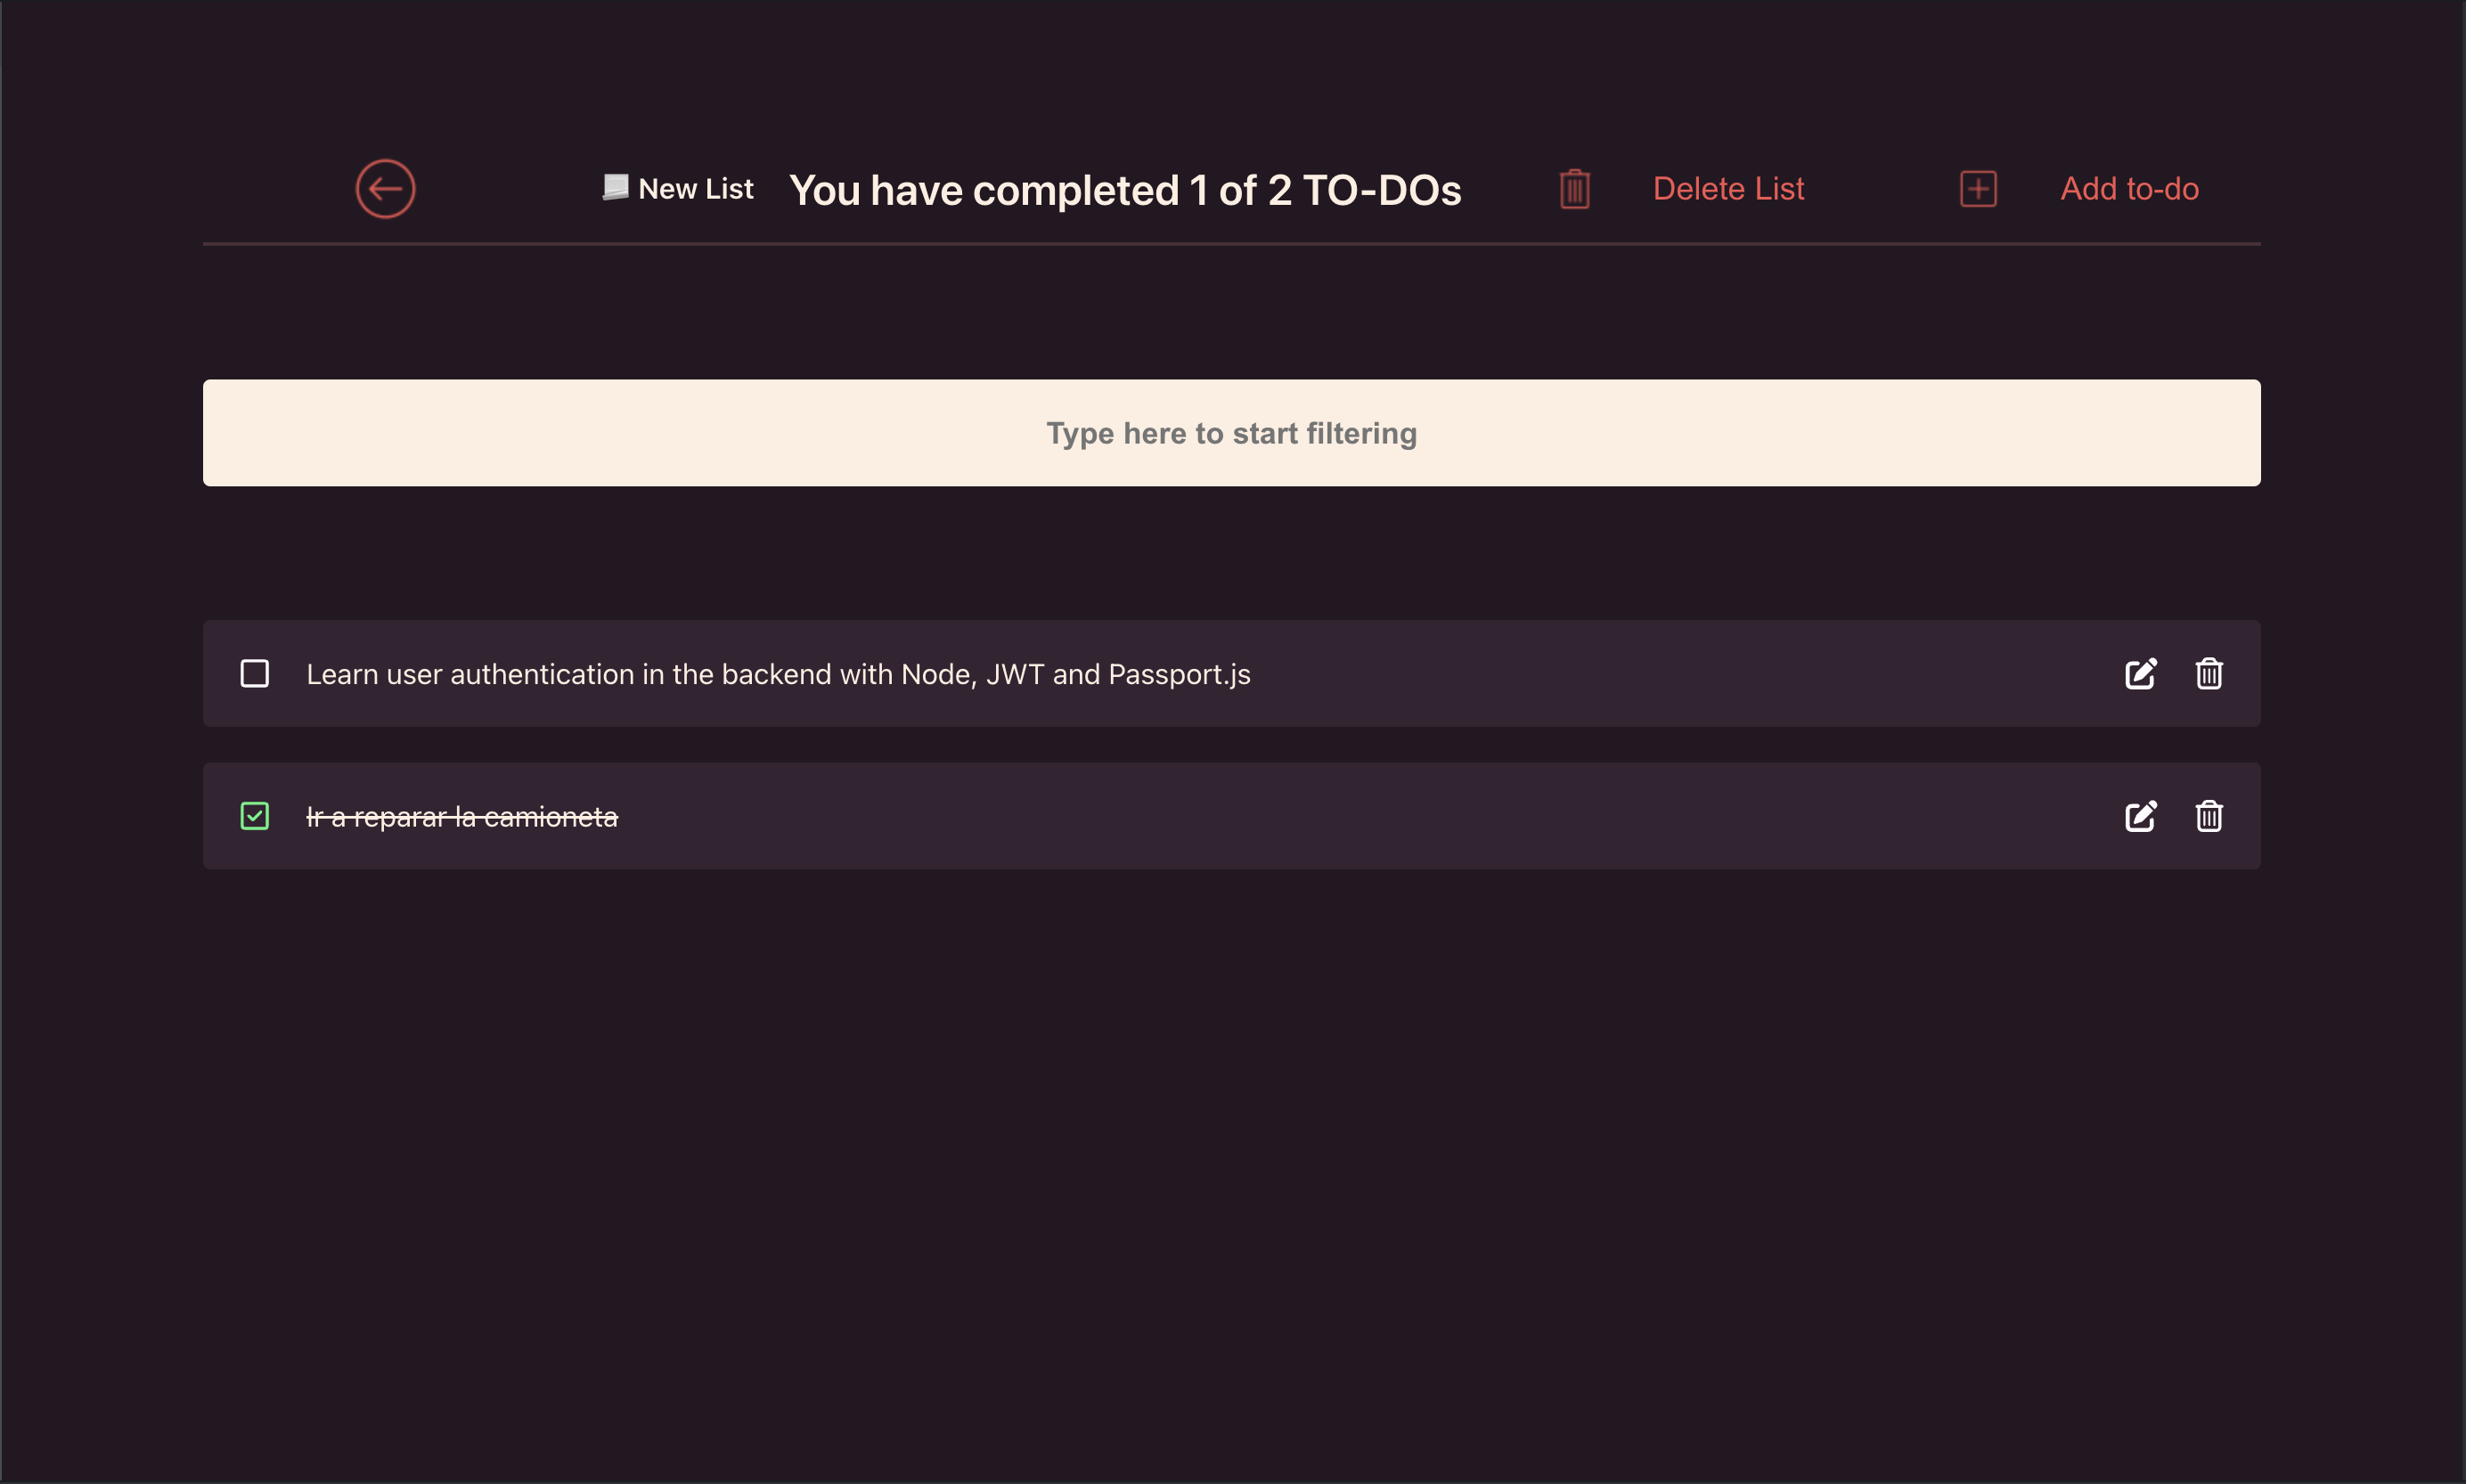 New List
You have completed 1 of 2 TO-DOs
Delete List
Add to-do
Type here to start filtering
Learn user authentication in the backend with Node, JWT and Passport.js
Ir a reparar la camioneta